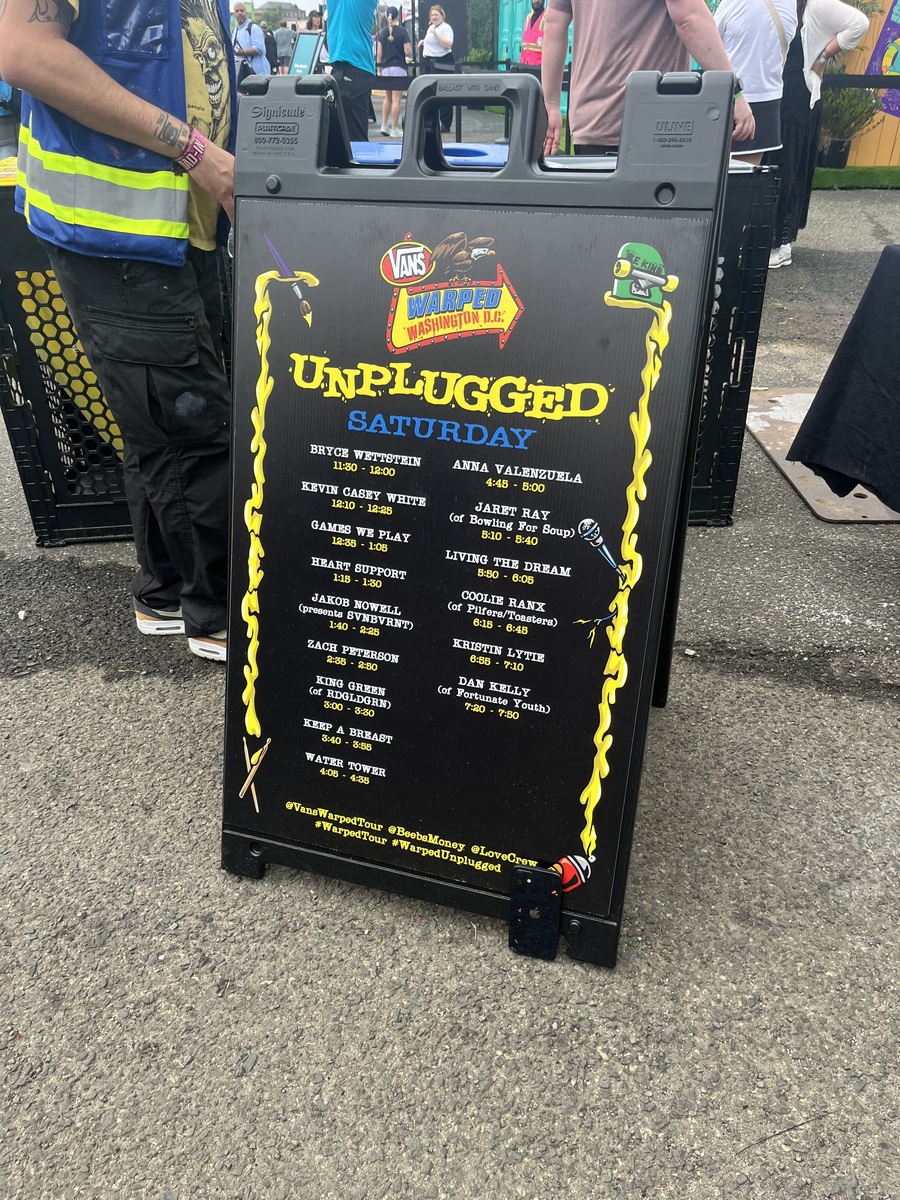 BALLAST WITH SAND
Signicade
PLASTICADE
800-772-0355
MADE IN U.S.A.
VANS
WARPED
WASHINGTON D.C.
BE KIND
UNPLUGGED
SATURDAY
BRYCE WETTSTEIN
11:30 - 12:00
KEVIN CASEY WHITE
12:10 - 12:25
GAMES WE PLAY
12:35 - 1:05
HEART SUPPORT
1:15 - 1:30
JAKOB NOWELL
(presents SVNBVRNT)
1:40 - 2:25
ZACH PETERSON
2:35 - 2:50
KING GREEN
(of RDGLDGRN)
3:00 - 3:30
KEEP A BREAST
3:40 - 3:55
WATER TOWER
4:05 - 4:35
ANNA VALENZUELA
4:45 - 5:00
JARET RAY
(of Bowling For Soup)
5:10 - 5:40
LIVING THE DREAM
5:50 - 6:05
COOLIE RANX
(of Pilfers/Toasters)
6:15 - 6:45
KRISTIN LYTIE
6:55 - 7:10
DAN KELLY
(of Fortunate Youth)
7:20 - 7:50
@VansWarpedTour @BeebsMoney @LoveCrew
#WarpedTour #WarpedUnplugged